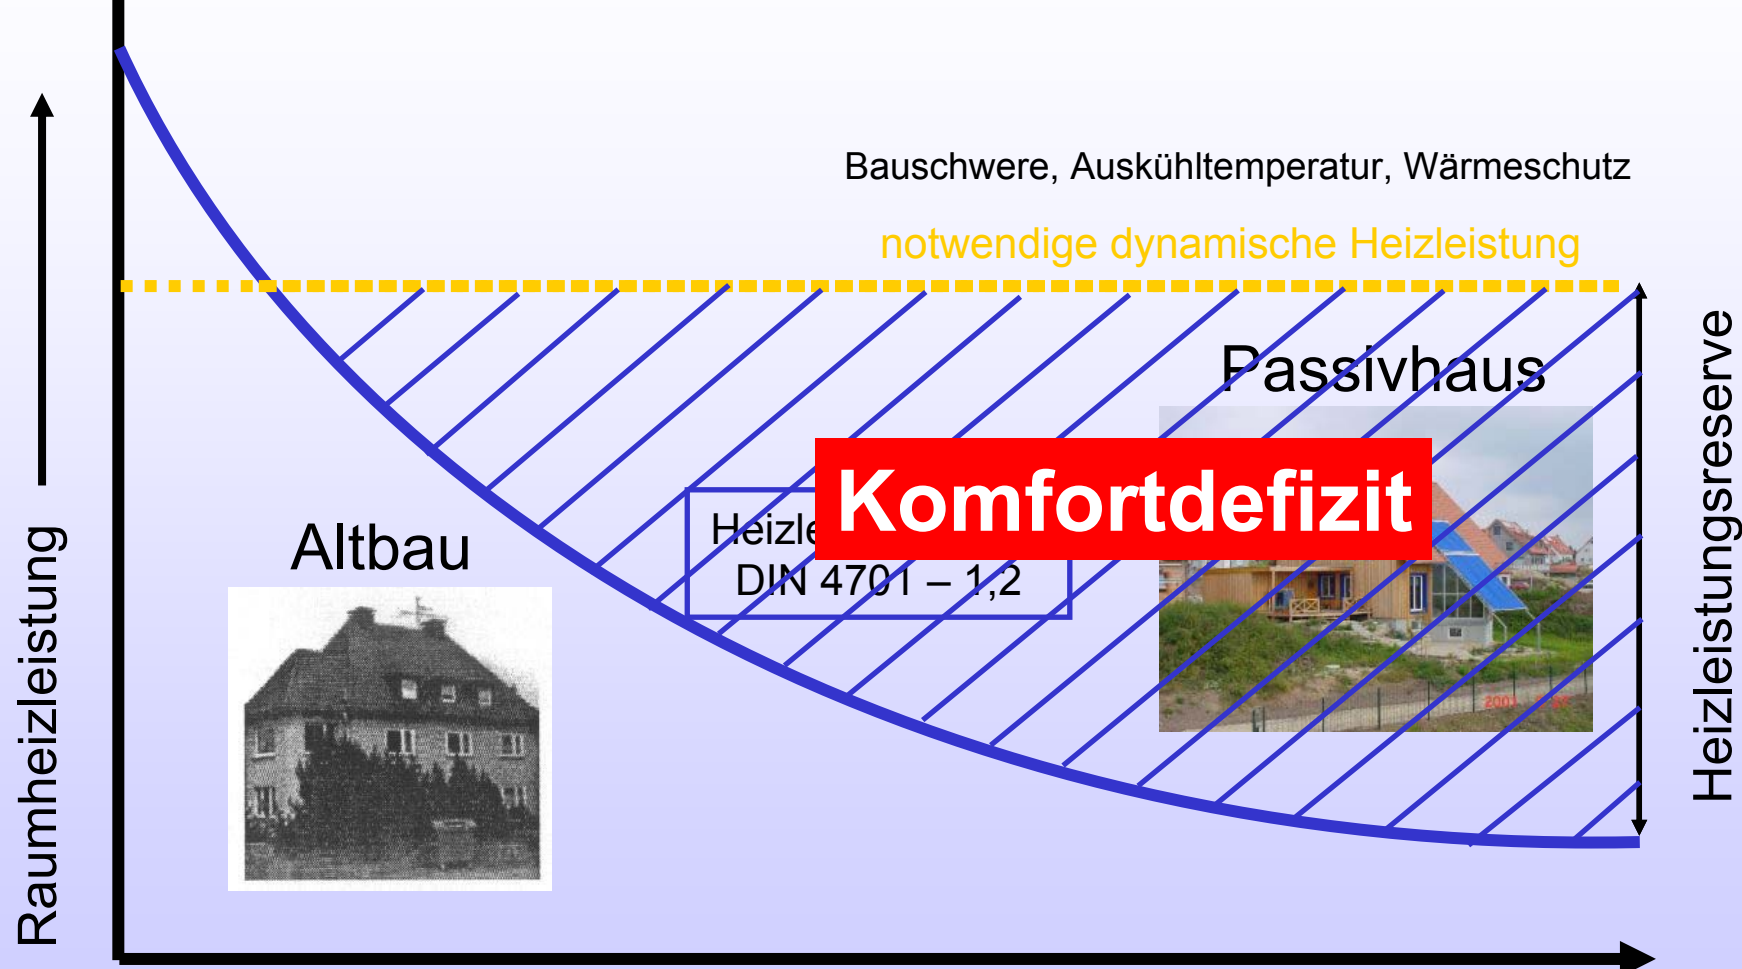 Bauschwere, Auskühltemperatur, Wärmeschutz
notwendige dynamische Heizleistung
Passivhaus
Komfortdefizit
DIN 4701 – 1,2
Altbau
Raumheizleistung
Heizleistungsreserve